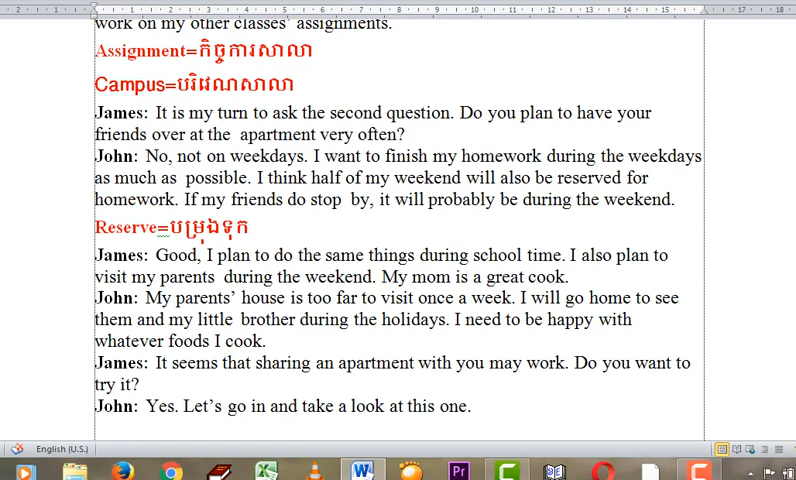 work on my other classes’ assignments.
Assignment=កិច្ចការសាលា
Campus=បរិវេណសាលា
James: It is my turn to ask the second question. Do you plan to have your
friends over at the apartment very often?
John: No, not on weekdays. I want to finish my homework during the weekdays
as much as possible. I think half of my weekend will also be reserved for
homework. If my friends do stop by, it will probably be during the weekend.
Reserve=បម្រុងទុក
James: Good, I plan to do the same things during school time. I also plan to
visit my parents during the weekend. My mom is a great cook.
John: My parents’ house is too far to visit once a week. I will go home to see
them and my little brother during the holidays. I need to be happy with
whatever foods I cook.
James: It seems that sharing an apartment with you may work. Do you want to
try it?
John: Yes. Let’s go in and take a look at this one.
English (U.S.)